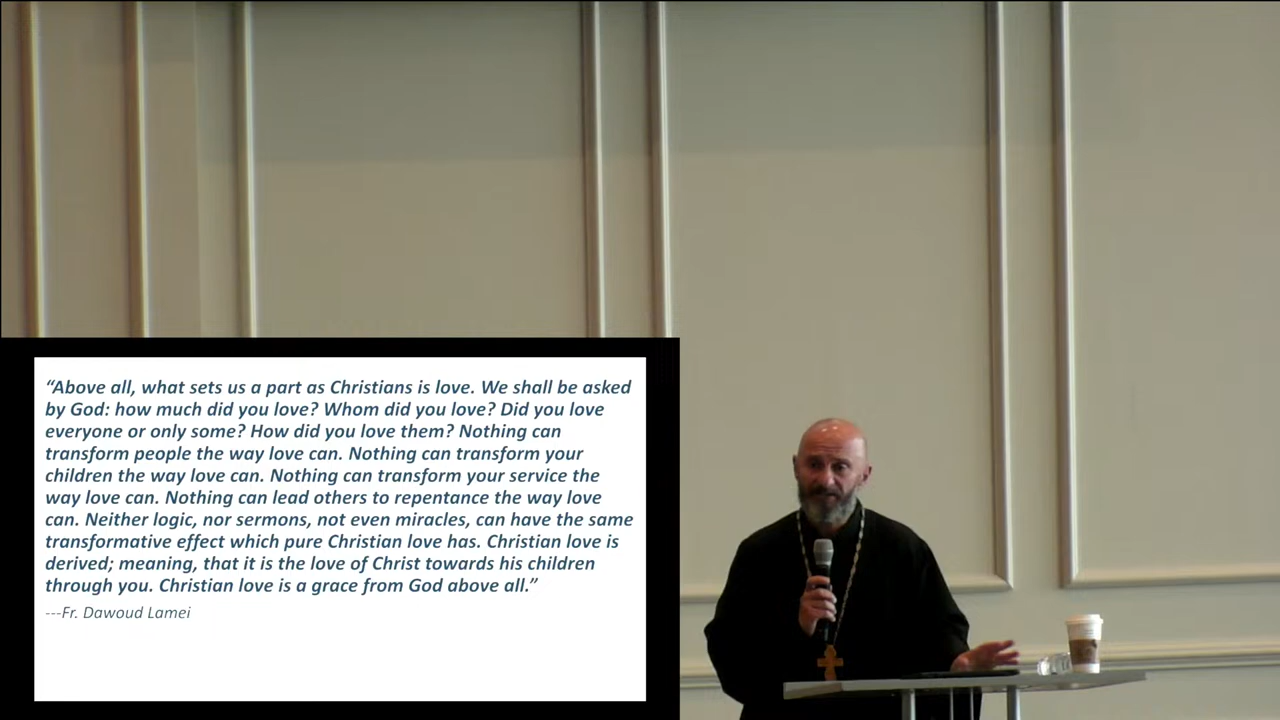 “Above all, what sets us a part as Christians is love. We shall be asked
by God: how much did you love? Whom did you love? Did you love
everyone or only some? How did you love them? Nothing can
transform people the way love can. Nothing can transform your
children the way love can. Nothing can transform your service the
way love can. Nothing can lead others to repentance the way love
can. Neither logic, nor sermons, not even miracles, can have the same
transformative effect which pure Christian love has. Christian love is
derived; meaning, that it is the love of Christ towards his children
through you. Christian love is a grace from God above all.”
---Fr. Dawoud Lamei